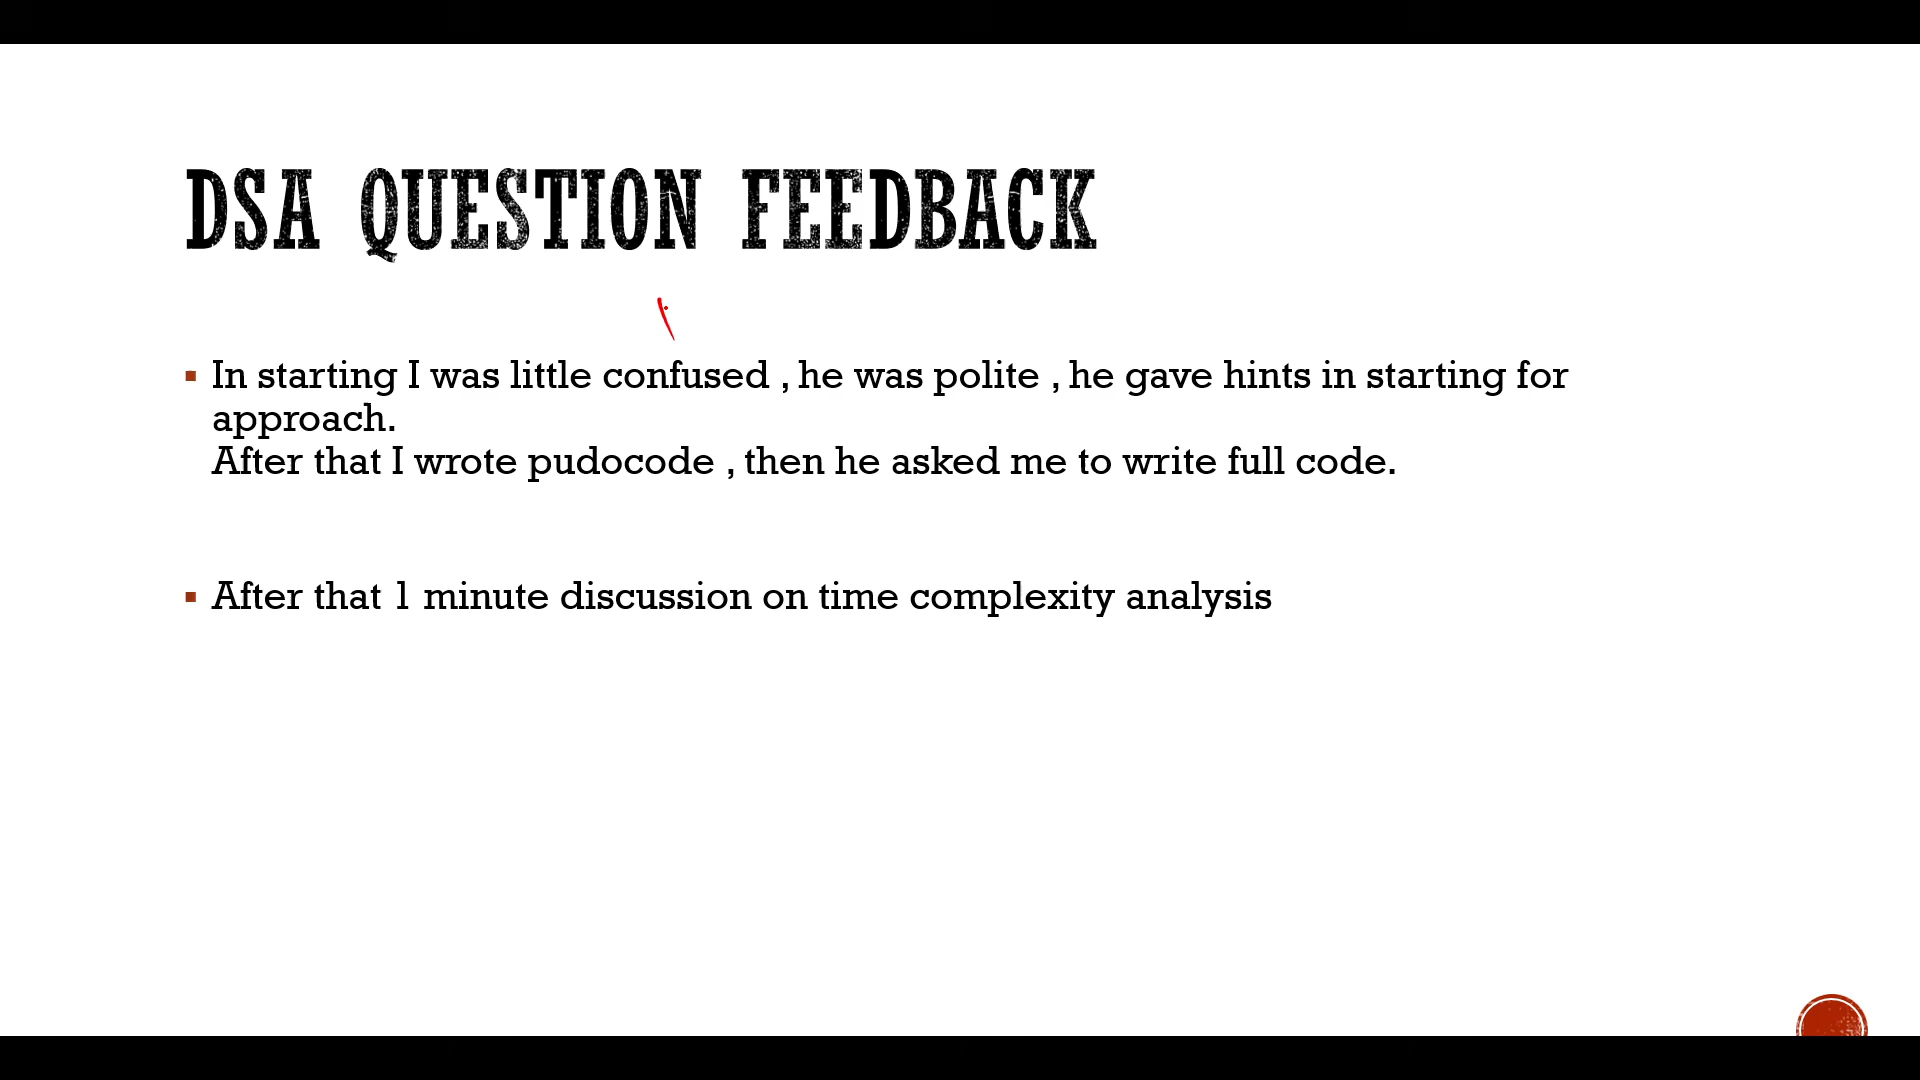 DSA QUESTION FEEDBACK
In starting I was little confused , he was polite , he gave hints in starting for
approach.
After that I wrote pudocode , then he asked me to write full code.
After that 1 minute discussion on time complexity analysis